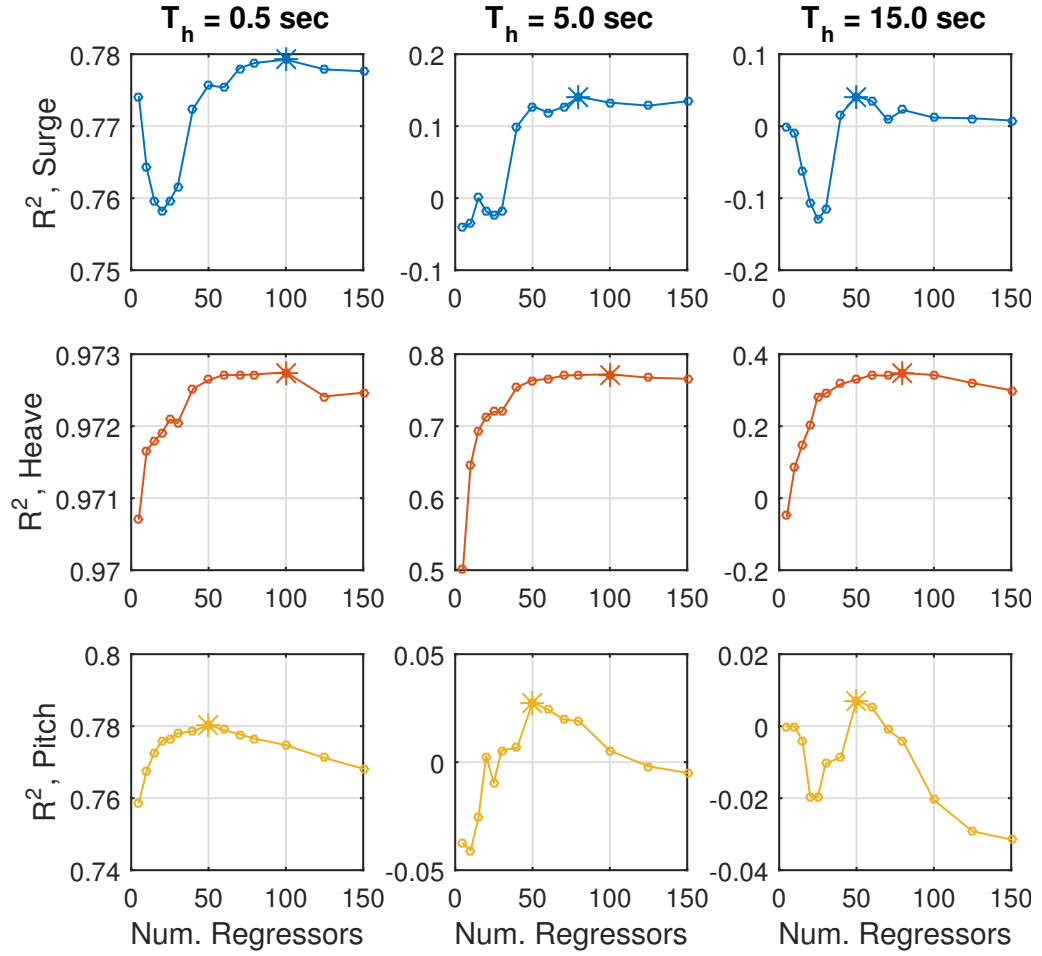 T_h = 0.5 sec T_h = 5.0 sec T_h = 15.0 sec
R², Surge
0.78
0.77
0.76
0.75
0 50 100 150
0.2
0.1
0
-0.1
0 50 100 150
0.1
0
-0.1
-0.2
0 50 100 150
R², Heave
0.973
0.972
0.971
0.97
0 50 100 150
0.8
0.7
0.6
0.5
0 50 100 150
0.4
0.2
0
-0.2
0 50 100 150
R², Pitch
0.8
0.78
0.76
0.74
0 50 100 150
Num. Regressors
0.05
0
-0.05
0 50 100 150
Num. Regressors
0.02
0
-0.02
-0.04
0 50 100 150
Num. Regressors